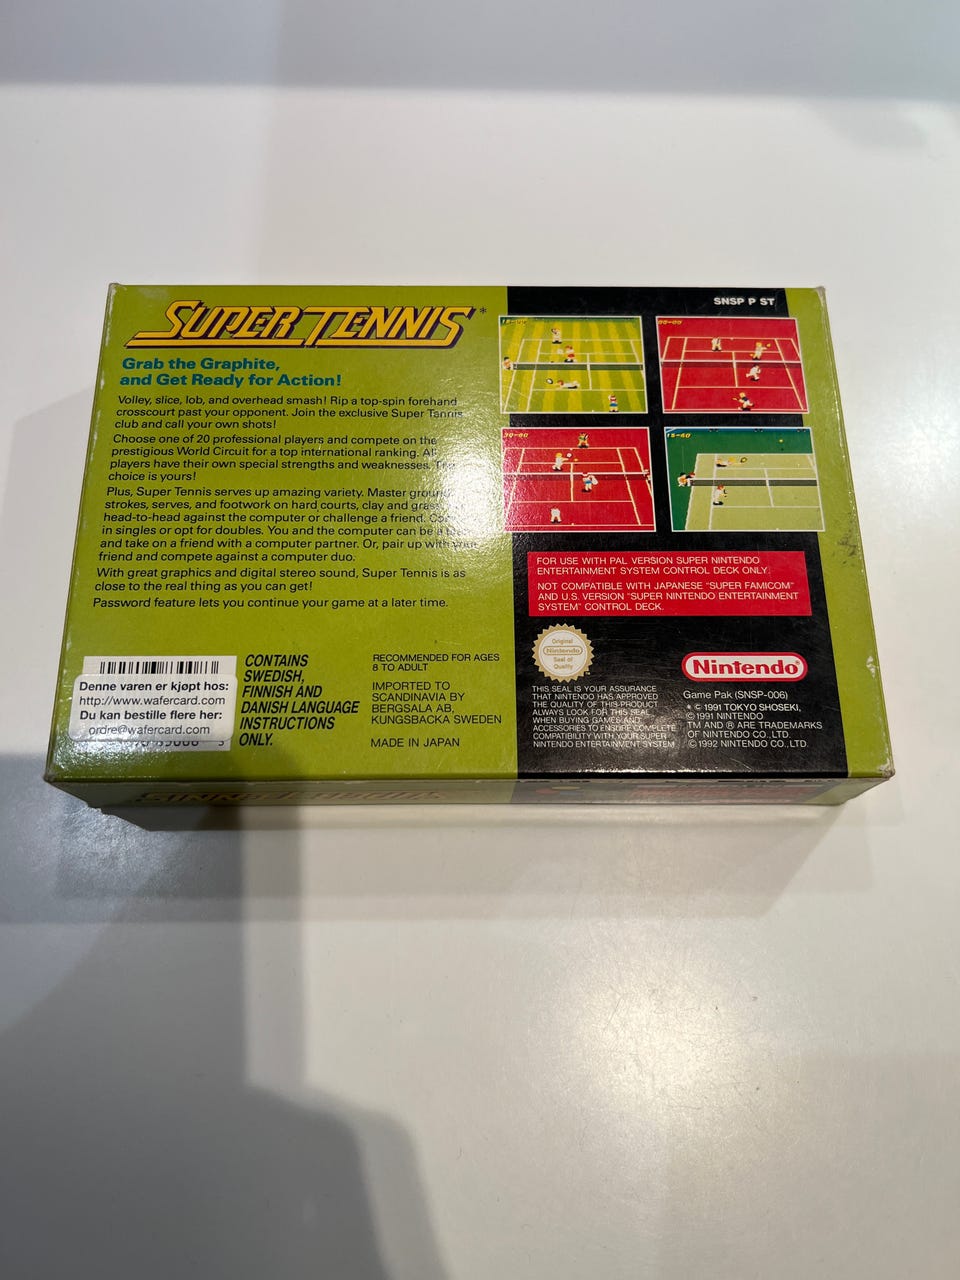 SUPER TENNIS*
Grab the Graphite,
and Get Ready for Action!
Volley, slice, lob, and overhead smash! Rip a top-spin forehand
crosscourt past your opponent. Join the exclusive Super Tennis
club and call your own shots!
Choose one of 20 professional players and compete on the
prestigious World Circuit for a top international ranking. All
players have their own special strengths and weaknesses. The
choice is yours!
Plus, Super Tennis serves up amazing variety. Master ground
strokes, serves, and footwork on hard courts, clay and
head-to-head against the computer or challenge a friend.
in singles or opt for doubles. You and the computer can be a
and take on a friend with a computer partner. Or, pair up with your
friend and compete against a computer duo.
With great graphics and digital stereo sound, Super Tennis is as
close to the real thing as you can get!
Password feature lets you continue your game at a later time.
Denne varen er kjøpt hos:
http://www.wafercard.com
Du kan bestille flere her:
ordre@wafercard.com
CONTAINS
SWEDISH,
FINNISH AND
DANISH LANGUAGE
INSTRUCTIONS
ONLY.
RECOMMENDED FOR AGES
8 TO ADULT
IMPORTED TO
SCANDINAVIA BY
BERGSALA AB,
KUNGSBACKA SWEDEN
MADE IN JAPAN
SNSP P ST
15-40
FOR USE WITH PAL VERSION SUPER NINTENDO
ENTERTAINMENT SYSTEM CONTROL DECK ONLY.
NOT COMPATIBLE WITH JAPANESE "SUPER FAMICOM"
AND U.S. VERSION "SUPER NINTENDO ENTERTAINMENT
SYSTEM" CONTROL DECK.
Original
Nintendo
Seal of
Quality
THIS SEAL IS YOUR ASSURANCE
THAT NINTENDO HAS APPROVED
THE QUALITY OF THIS PRODUCT.
ALWAYS LOOK FOR THIS SEAL
WHEN BUYING GAMES AND
ACCESSORIES TO ENSURE COMPLETE
COMPATIBILITY WITH YOUR SUPER
NINTENDO ENTERTAINMENT SYSTEM
Nintendo®
Game Pak (SNSP-006)
* © 1991 TOKYO SHOSEKI,
© 1991 NINTENDO
TM AND ® ARE TRADEMARKS
OF NINTENDO CO., LTD.
© 1992 NINTENDO CO., LTD.